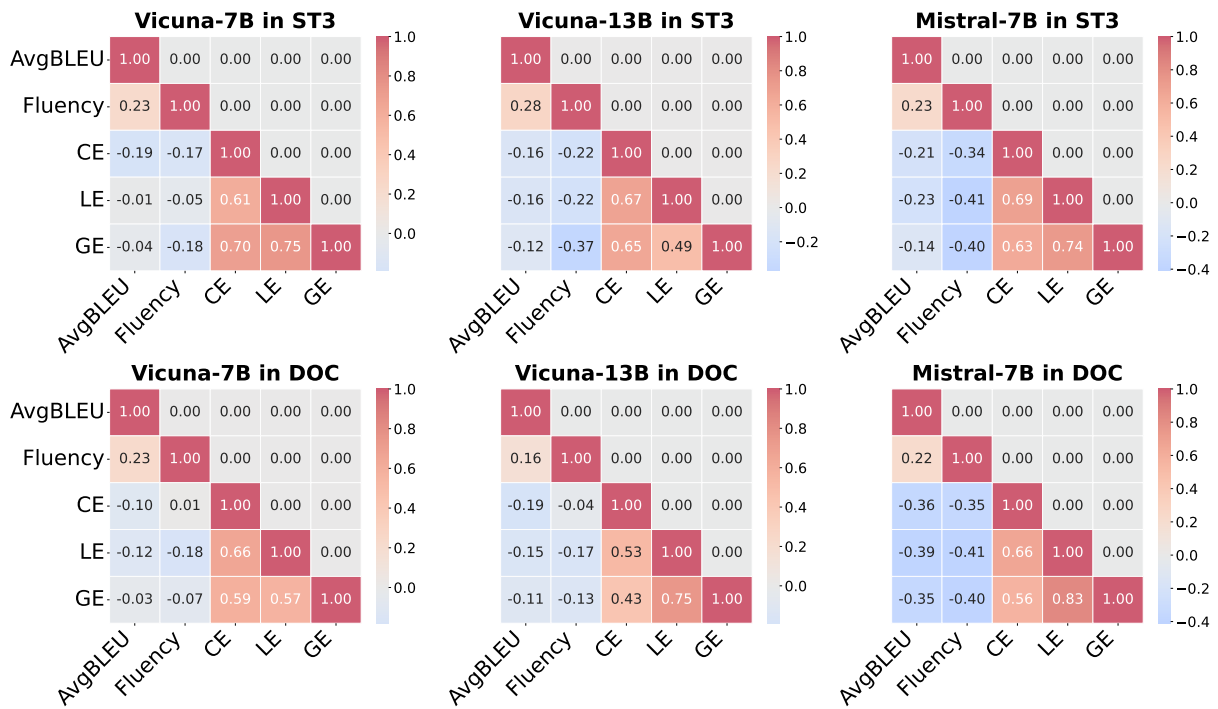 Vicuna-7B in ST3
AvgBLEU 1.00 0.00 0.00 0.00 0.00
Fluency 0.23 1.00 0.00 0.00 0.00
CE -0.19 -0.17 1.00 0.00 0.00
LE -0.01 -0.05 0.61 1.00 0.00
GE -0.04 -0.18 0.70 0.75 1.00
AvgBLEU Fluency CE LE GE
1.0
0.8
0.6
0.4
0.2
0.0
Vicuna-13B in ST3
1.00 0.00 0.00 0.00 0.00
0.28 1.00 0.00 0.00 0.00
-0.16 -0.22 1.00 0.00 0.00
-0.16 -0.22 0.67 1.00 0.00
-0.12 -0.37 0.65 0.49 1.00
AvgBLEU Fluency CE LE GE
1.0
0.8
0.6
0.4
0.2
0.0
−0.2
Mistral-7B in ST3
1.00 0.00 0.00 0.00 0.00
0.23 1.00 0.00 0.00 0.00
-0.21 -0.34 1.00 0.00 0.00
-0.23 -0.41 0.69 1.00 0.00
-0.14 -0.40 0.63 0.74 1.00
AvgBLEU Fluency CE LE GE
1.0
0.8
0.6
0.4
0.2
0.0
−0.2
−0.4
Vicuna-7B in DOC
AvgBLEU 1.00 0.00 0.00 0.00 0.00
Fluency 0.23 1.00 0.00 0.00 0.00
CE -0.10 0.01 1.00 0.00 0.00
LE -0.12 -0.18 0.66 1.00 0.00
GE -0.03 -0.07 0.59 0.57 1.00
AvgBLEU Fluency CE LE GE
1.0
0.8
0.6
0.4
0.2
0.0
Vicuna-13B in DOC
1.00 0.00 0.00 0.00 0.00
0.16 1.00 0.00 0.00 0.00
-0.19 -0.04 1.00 0.00 0.00
-0.15 -0.17 0.53 1.00 0.00
-0.11 -0.13 0.43 0.75 1.00
AvgBLEU Fluency CE LE GE
1.0
0.8
0.6
0.4
0.2
0.0
Mistral-7B in DOC
1.00 0.00 0.00 0.00 0.00
0.22 1.00 0.00 0.00 0.00
-0.36 -0.35 1.00 0.00 0.00
-0.39 -0.41 0.66 1.00 0.00
-0.35 -0.40 0.56 0.83 1.00
AvgBLEU Fluency CE LE GE
1.0
0.8
0.6
0.4
0.2
0.0
−0.2
−0.4